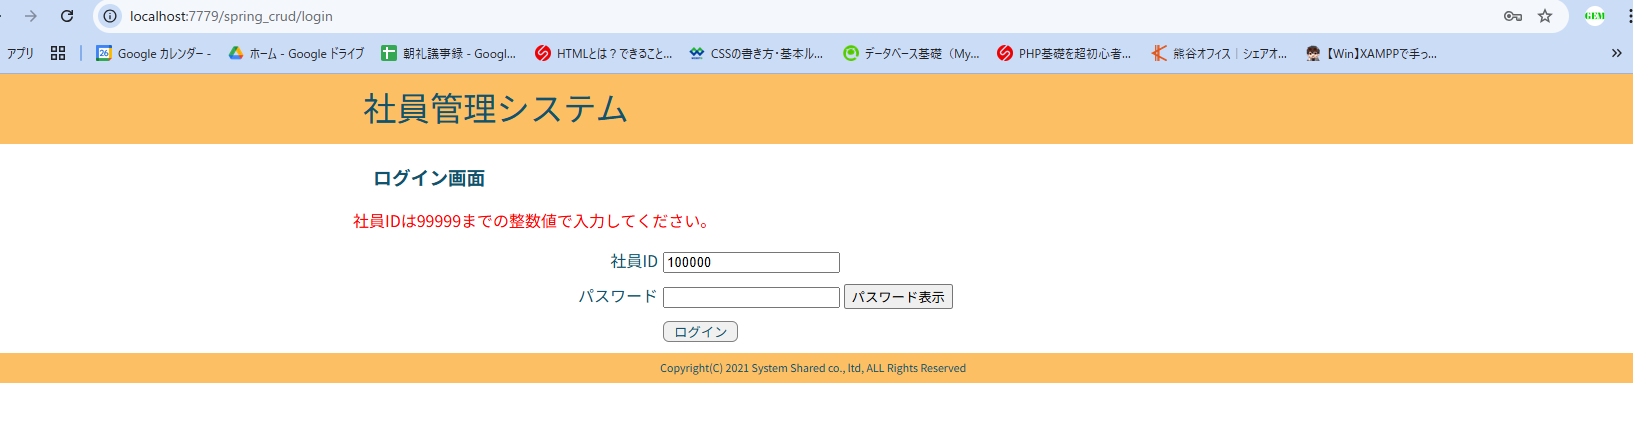 localhost:7779/spring_crud/login
GEM
アプリ 26 Google カレンダー - ホーム - Google ドライブ 朝礼議事録 - Googl... HTMLとは？できること... CSSの書き方・基本ル... データベース基礎（My... PHP基礎を超初心者... 熊谷オフィス｜シェアオ... 【Win】XAMPPで手っ... »
社員管理システム
ログイン画面
社員IDは99999までの整数値で入力してください。
社員ID 100000
パスワード パスワード表示
ログイン
Copyright(C) 2021 System Shared co., ltd, ALL Rights Reserved